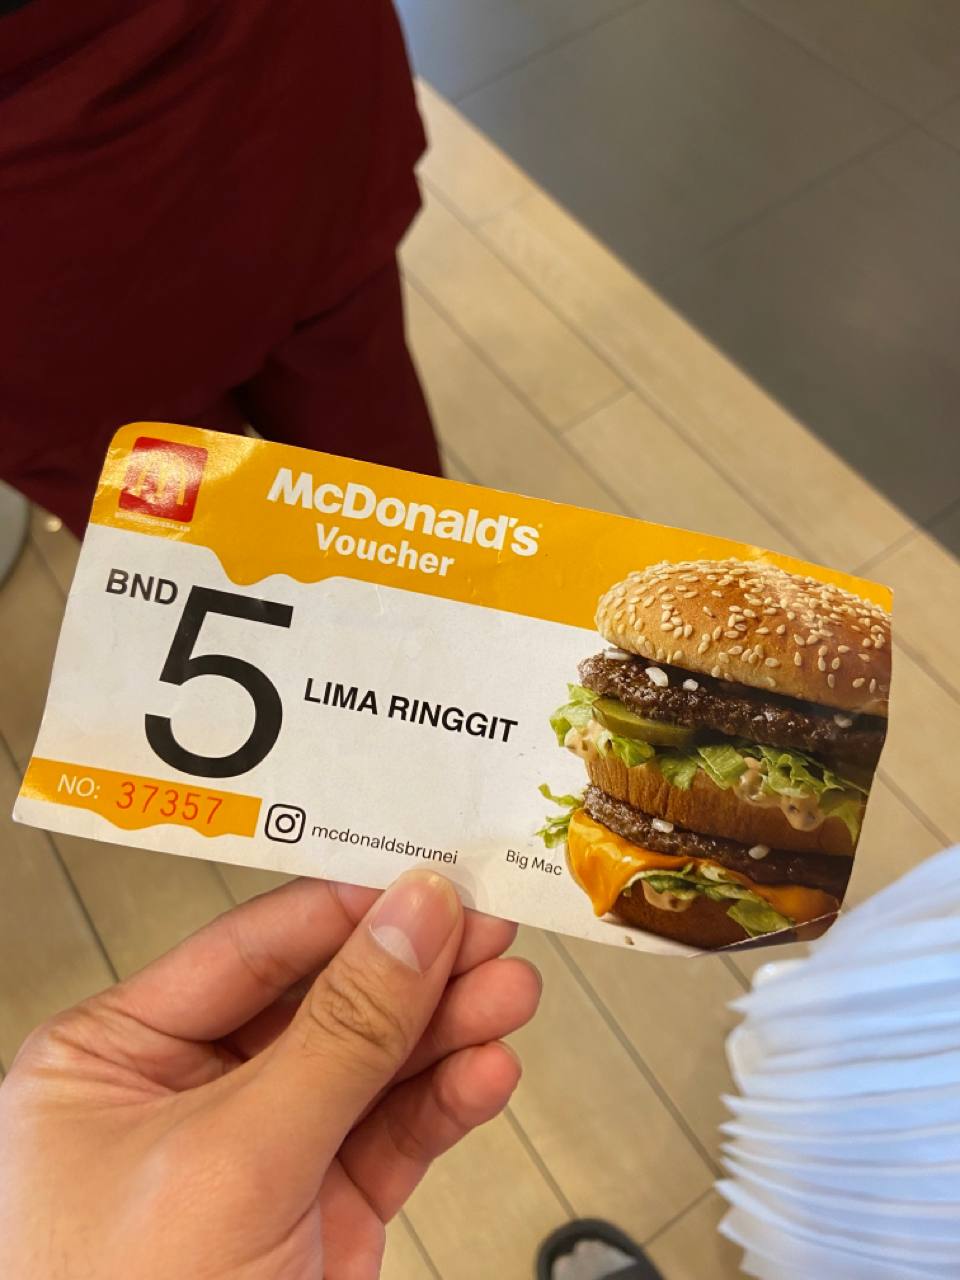 McDonald's
Voucher
BND 5
LIMA RINGGIT
NO: 37357
mcdonaldsbrunei
Big Mac